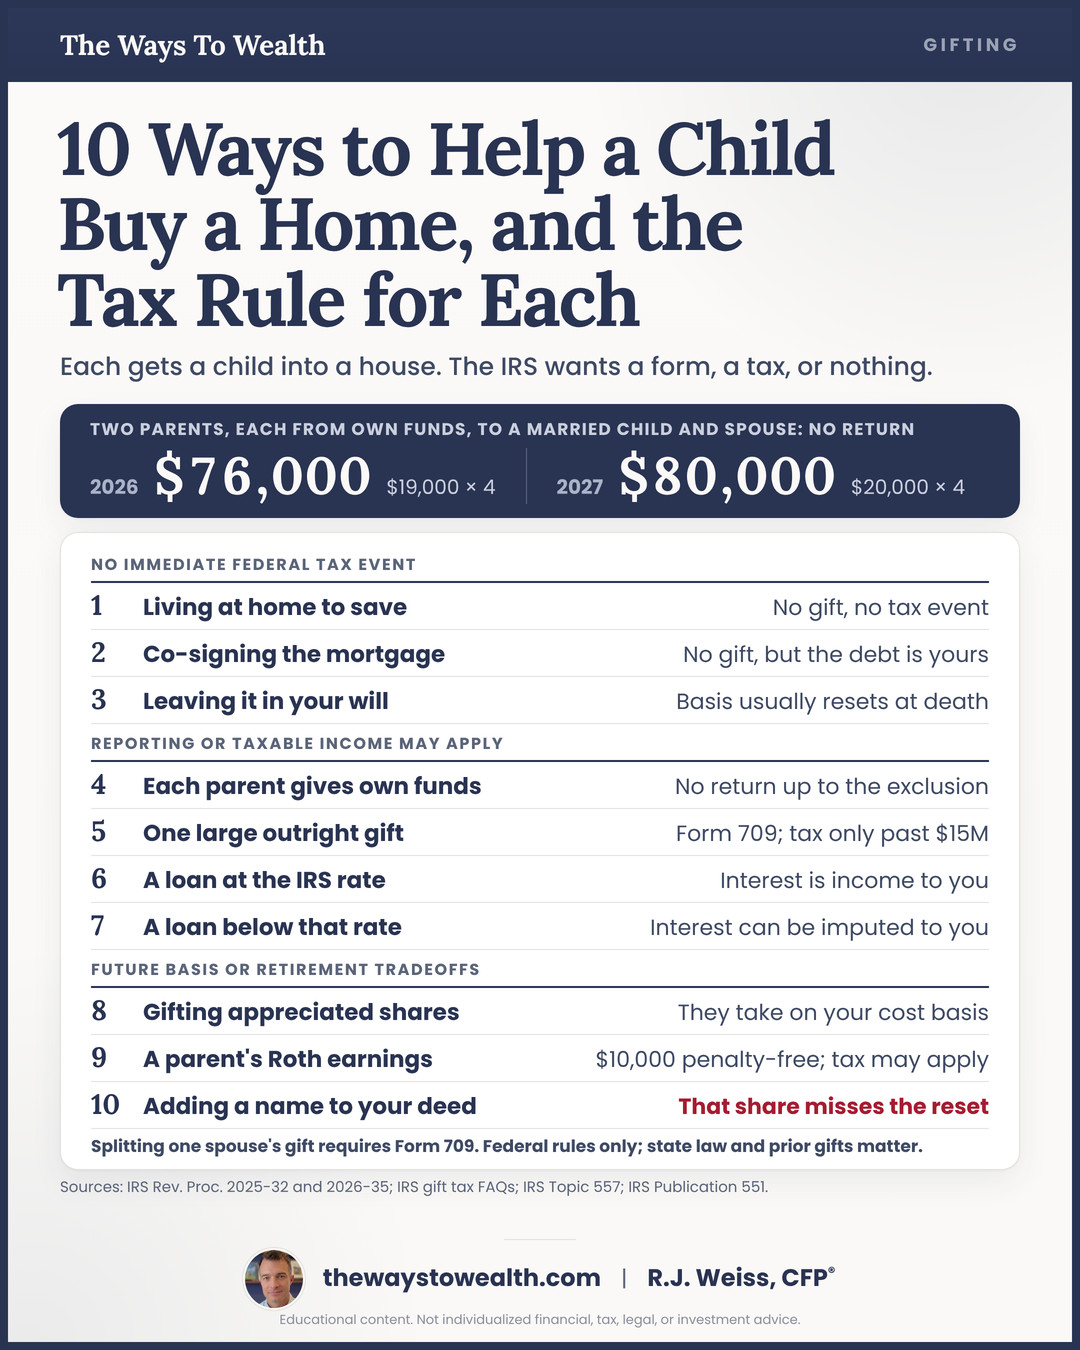 The Ways To Wealth
GIFTING
10 Ways to Help a Child
Buy a Home, and the
Tax Rule for Each
Each gets a child into a house. The IRS wants a form, a tax, or nothing.
TWO PARENTS, EACH FROM OWN FUNDS, TO A MARRIED CHILD AND SPOUSE: NO RETURN
2026 $76,000 $19,000 × 4
2027 $80,000 $20,000 × 4
NO IMMEDIATE FEDERAL TAX EVENT
1 Living at home to save No gift, no tax event
2 Co-signing the mortgage No gift, but the debt is yours
3 Leaving it in your will Basis usually resets at death
REPORTING OR TAXABLE INCOME MAY APPLY
4 Each parent gives own funds No return up to the exclusion
5 One large outright gift Form 709; tax only past $15M
6 A loan at the IRS rate Interest is income to you
7 A loan below that rate Interest can be imputed to you
FUTURE BASIS OR RETIREMENT TRADEOFFS
8 Gifting appreciated shares They take on your cost basis
9 A parent's Roth earnings $10,000 penalty-free; tax may apply
10 Adding a name to your deed That share misses the reset
Splitting one spouse's gift requires Form 709. Federal rules only; state law and prior gifts matter.
Sources: IRS Rev. Proc. 2025-32 and 2026-35; IRS gift tax FAQs; IRS Topic 557; IRS Publication 551.
thewaystowealth.com | R.J. Weiss, CFP®
Educational content. Not individualized financial, tax, legal, or investment advice.